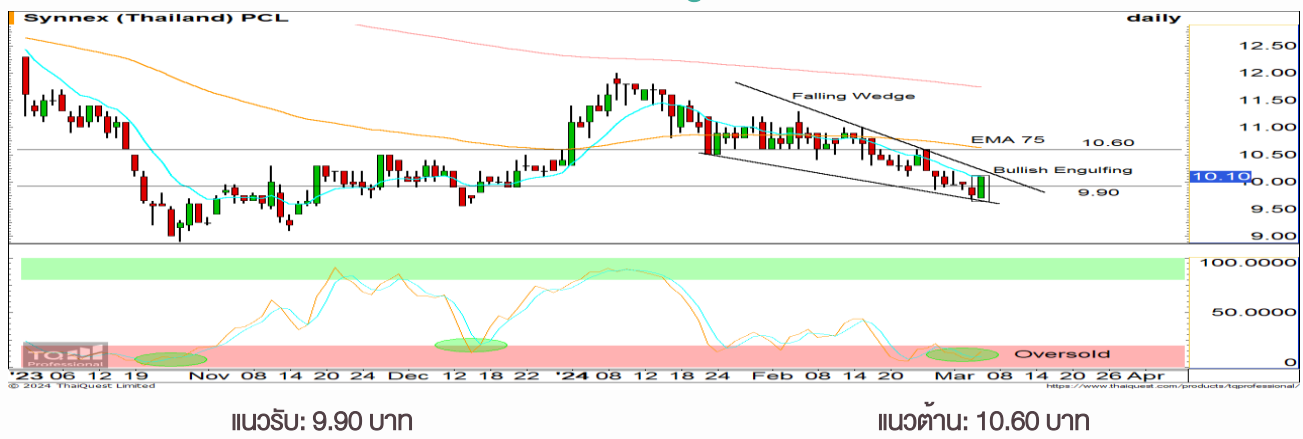 Synnex (Thailand) PCL daily
12.50
12.00
11.50
11.00
10.50
10.00
9.50
9.00
Falling Wedge
EMA 75 10.60
Bullish Engulfing
10.10
9.90
100.0000
50.0000
0
Oversold
TQ Professional
'23 06 12 19 Nov 08 14 20 24 Dec 12 18 22 '24 08 12 18 24 Feb 08 14 20 Mar 08 14 20 26 Apr
© 2024 ThaiQuest Limited https://www.thaiquest.com/products/tqprofessional/
แนวรับ: 9.90 บาท แนวต้าน: 10.60 บาท